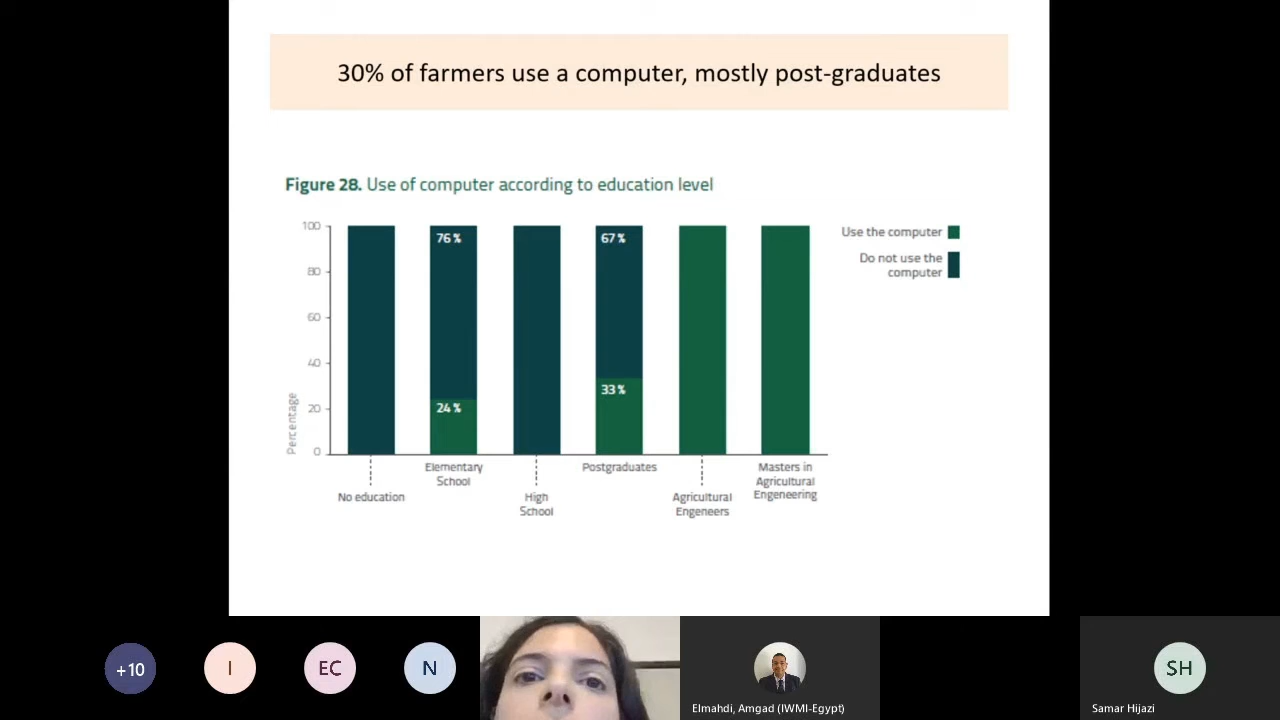 30% of farmers use a computer, mostly post-graduates
Figure 28. Use of computer according to education level
Percentage
100
80
60
40
20
0
76 %
24 %
67 %
33 %
Use the computer
Do not use the
computer
No education
Elementary
School
High
School
Postgraduates
Agricultural
Engeneers
Masters in
Agricultural
Engeneering
+10
I
EC
N
Elmahdi, Amgad (IWMI-Egypt)
SH
Samar Hijazi